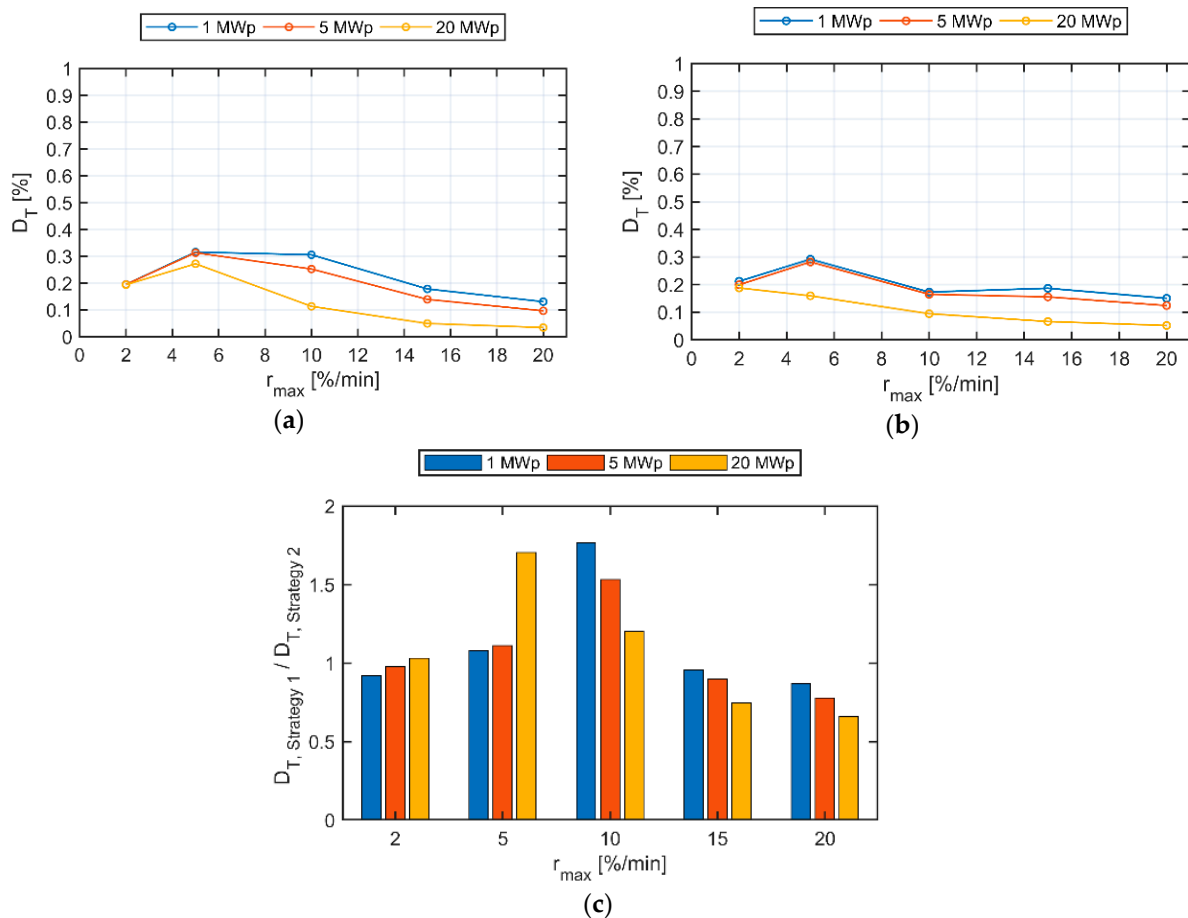 1 MWp 5 MWp 20 MWp
1
0.9
0.8
0.7
0.6
0.5
0.4
0.3
0.2
0.1
0
D_T [%]
0 2 4 6 8 10 12 14 16 18 20
r_max [%/min]
(a)
1 MWp 5 MWp 20 MWp
1
0.9
0.8
0.7
0.6
0.5
0.4
0.3
0.2
0.1
0
D_T [%]
0 2 4 6 8 10 12 14 16 18 20
r_max [%/min]
(b)
1 MWp 5 MWp 20 MWp
2
1.5
1
0.5
0
D_T, Strategy 1 / D_T, Strategy 2
2 5 10 15 20
r_max [%/min]
(c)